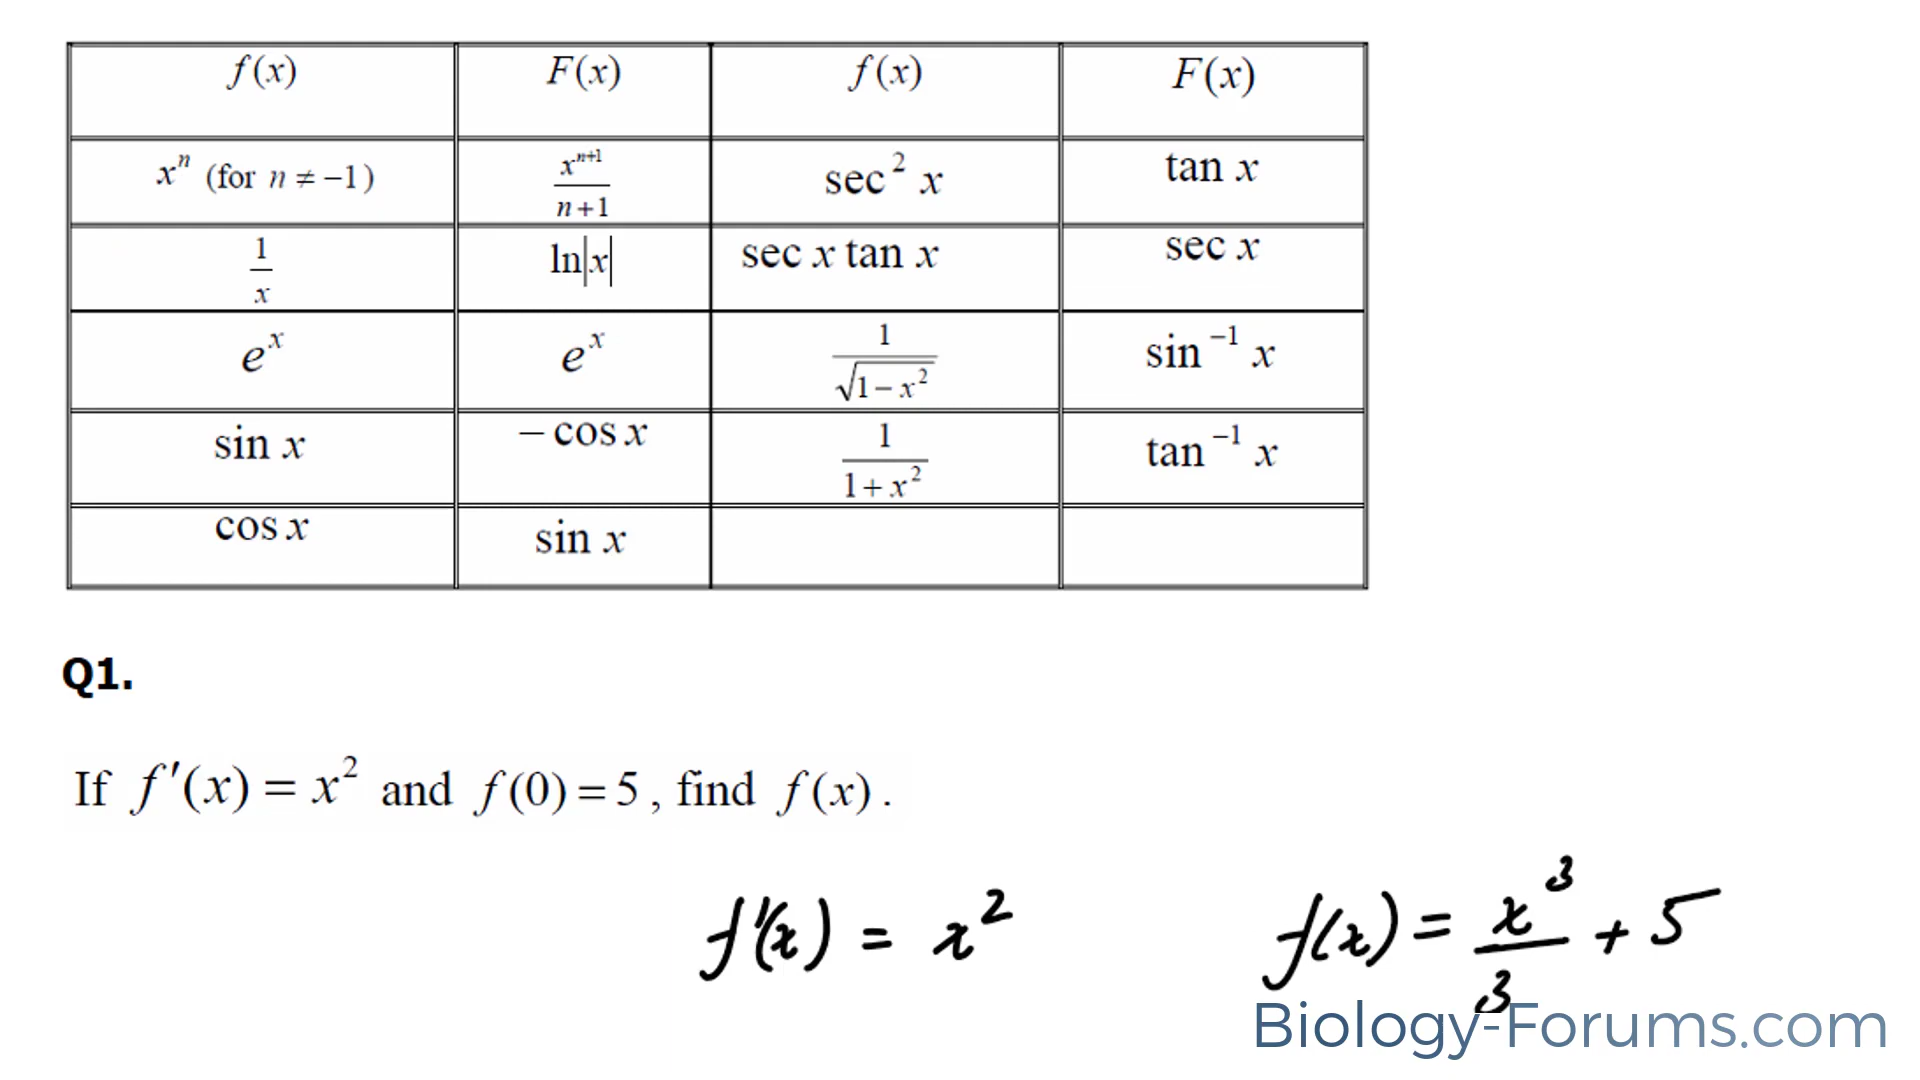 f(x) F(x) f(x) F(x)
xⁿ (for n ≠ −1) xⁿ⁺¹/(n+1) sec² x tan x
1/x ln|x| sec x tan x sec x
eˣ eˣ 1/√(1−x²) sin⁻¹ x
sin x −cos x 1/(1+x²) tan⁻¹ x
cos x sin x
Q1.
If f′(x) = x² and f(0) = 5, find f(x).
f′(x) = x² f(x) = x³/3 + 5
Biology-Forums.com